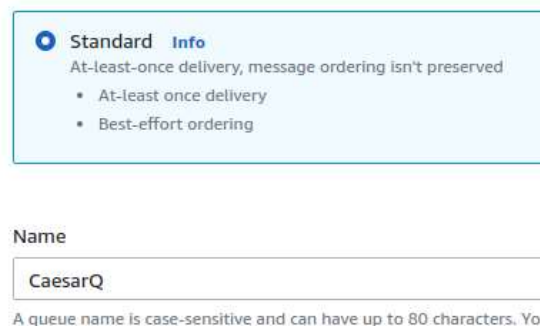 Standard Info
At-least-once delivery, message ordering isn't preserved
• At-least once delivery
• Best-effort ordering
Name
CaesarQ
A queue name is case-sensitive and can have up to 80 characters. Yo